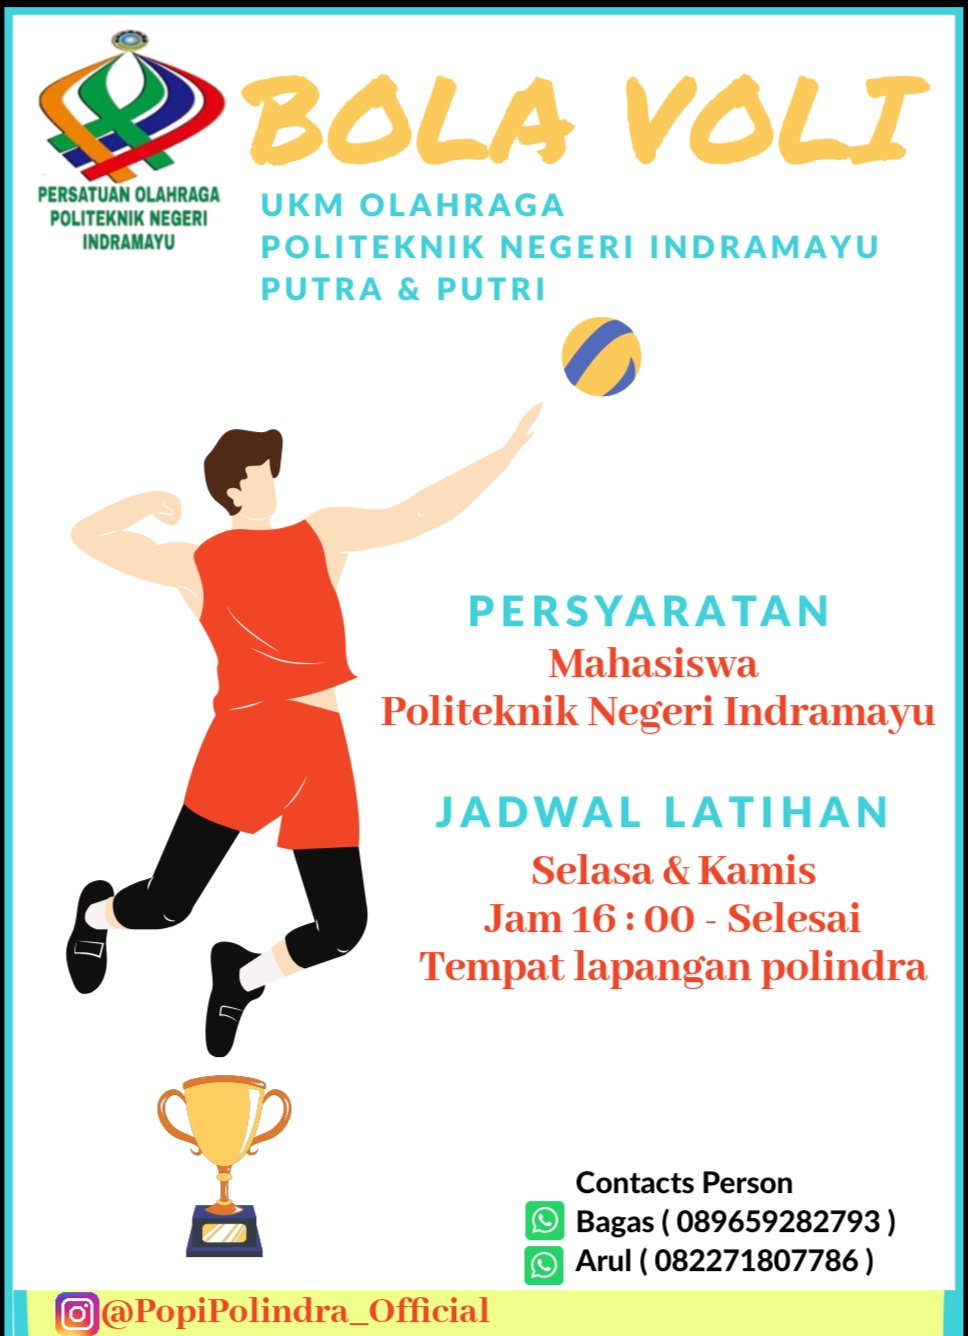 PERSATUAN OLAHRAGA
POLITEKNIK NEGERI
INDRAMAYU
BOLA VOLI
UKM OLAHRAGA
POLITEKNIK NEGERI INDRAMAYU
PUTRA & PUTRI
PERSYARATAN
Mahasiswa
Politeknik Negeri Indramayu
JADWAL LATIHAN
Selasa & Kamis
Jam 16 : 00 - Selesai
Tempat lapangan polindra
Contacts Person
Bagas ( 089659282793 )
Arul ( 082271807786 )
@PopiPolindra_Official